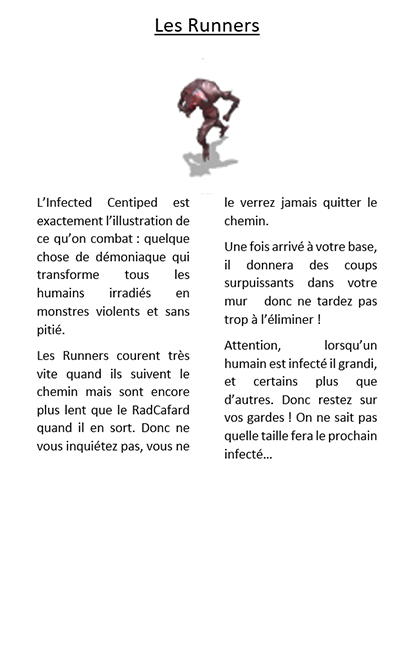 Les Runners
L’Infected Centiped est
exactement l’illustration de
ce qu’on combat : quelque
chose de démoniaque qui
transforme tous les
humains irradiés en
monstres violents et sans
pitié.
Les Runners courent très
vite quand ils suivent le
chemin mais sont encore
plus lent que le RadCafard
quand il en sort. Donc ne
vous inquiétez pas, vous ne
le verrez jamais quitter le
chemin.
Une fois arrivé à votre base,
il donnera des coups
surpuissants dans votre
mur donc ne tardez pas
trop à l’éliminer !
Attention, lorsqu’un
humain est infecté il grandi,
et certains plus que
d’autres. Donc restez sur
vos gardes ! On ne sait pas
quelle taille fera le prochain
infecté…